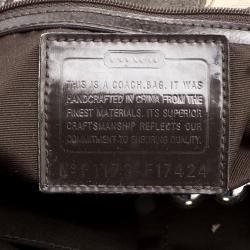 COACH
THIS IS A COACH BAG. IT WAS
HANDCRAFTED IN CHINA FROM THE
FINEST MATERIALS. ITS SUPERIOR
CRAFTSMANSHIP REFLECTS OUR
COMMITMENT TO ENDURING QUALITY.
F17424